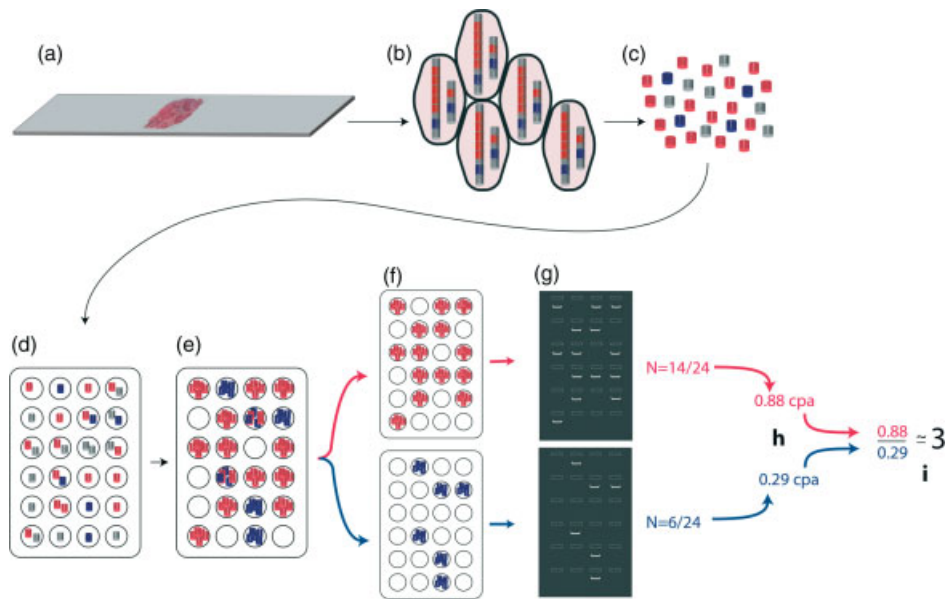 (a)
(b)
(c)
(d)
(e)
(f)
(g)
N=14/24
0.88 cpa
h
0.29 cpa
N=6/24
0.88
0.29
≃ 3
i